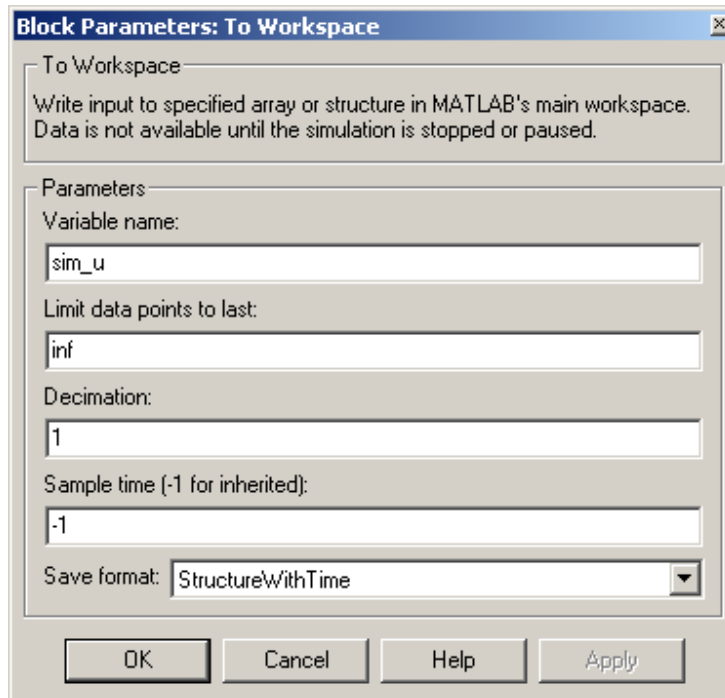 Block Parameters: To Workspace
To Workspace
Write input to specified array or structure in MATLAB's main workspace.
Data is not available until the simulation is stopped or paused.
Parameters
Variable name:
sim_u
Limit data points to last:
inf
Decimation:
1
Sample time (-1 for inherited):
-1
Save format: StructureWithTime
OK Cancel Help Apply